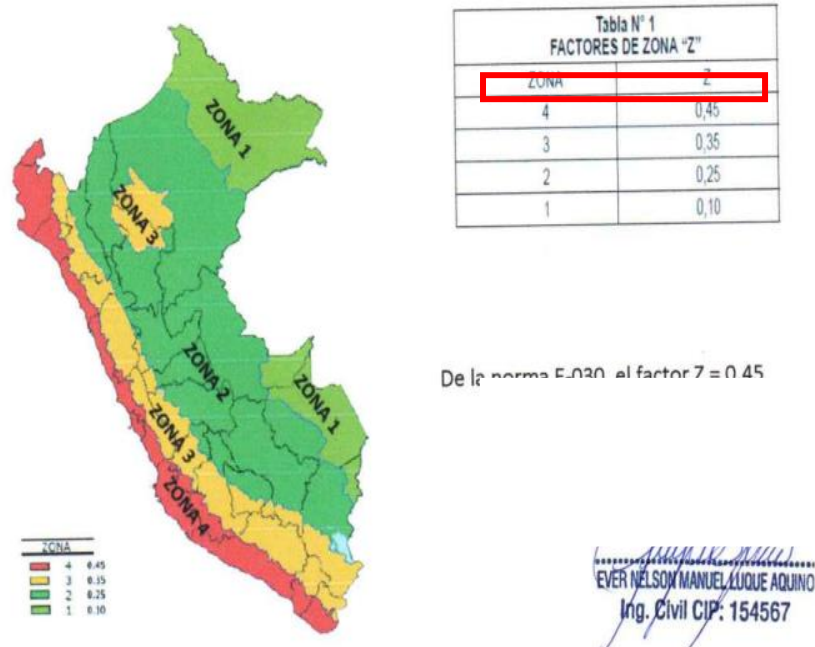 Tabla N° 1
FACTORES DE ZONA "Z"
ZONA Z
4 0,45
3 0,35
2 0,25
1 0,10
ZONA 1
ZONA 3
ZONA 2
ZONA 1
ZONA 3
ZONA 4
De la norma E-030, el factor Z = 0.45
ZONA
4 0.45
3 0.35
2 0.25
1 0.10
EVER NELSON MANUEL LUQUE AQUINO
Ing. Civil CIP: 154567